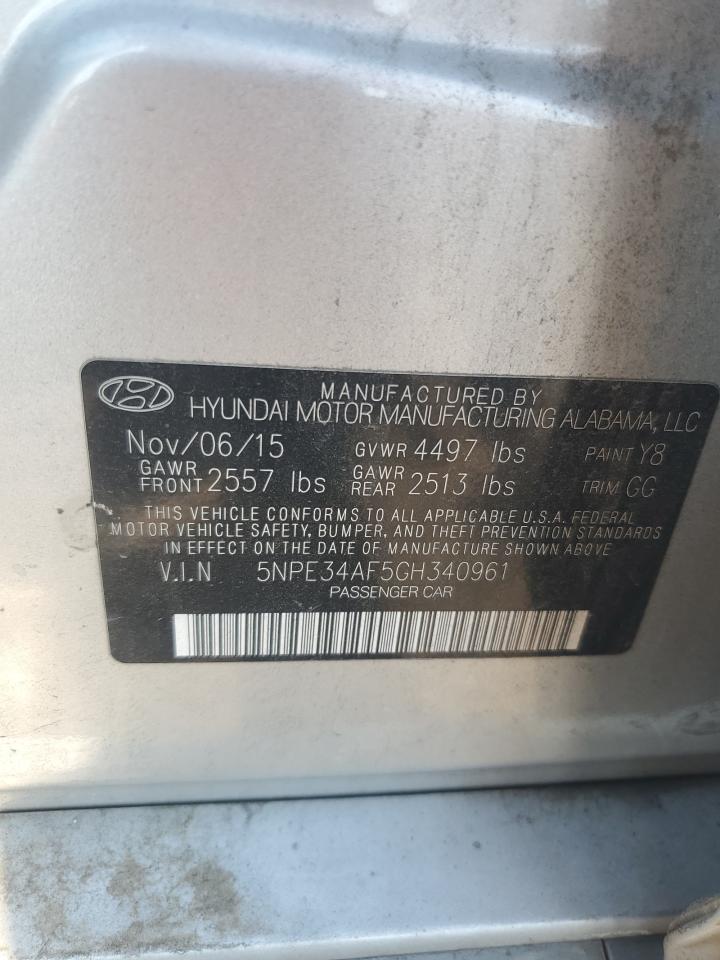 MANUFACTURED BY
HYUNDAI MOTOR MANUFACTURING ALABAMA, LLC
Nov/06/15 GVWR 4497 lbs PAINT Y8
GAWR FRONT 2557 lbs GAWR REAR 2513 lbs TRIM GG
THIS VEHICLE CONFORMS TO ALL APPLICABLE U.S.A. FEDERAL
MOTOR VEHICLE SAFETY, BUMPER, AND THEFT PREVENTION STANDARDS
IN EFFECT ON THE DATE OF MANUFACTURE SHOWN ABOVE.
V.I.N 5NPE34AF5GH340961
PASSENGER CAR